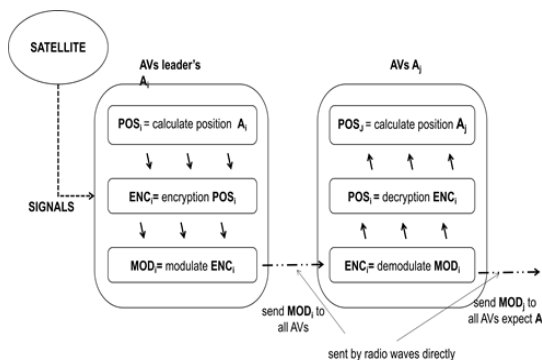 SATELLITE
AVs leader's
Ai
POSi = calculate position Ai
ENCi= encryption POSi
MODi= modulate ENCi
SIGNALS
AVs Aj
POSJ = calculate position Aj
POSi = decryption ENCi
ENCi= demodulate MODi
send MODi to
all AVs
send MODj to
all AVs expect A
sent by radio waves directly